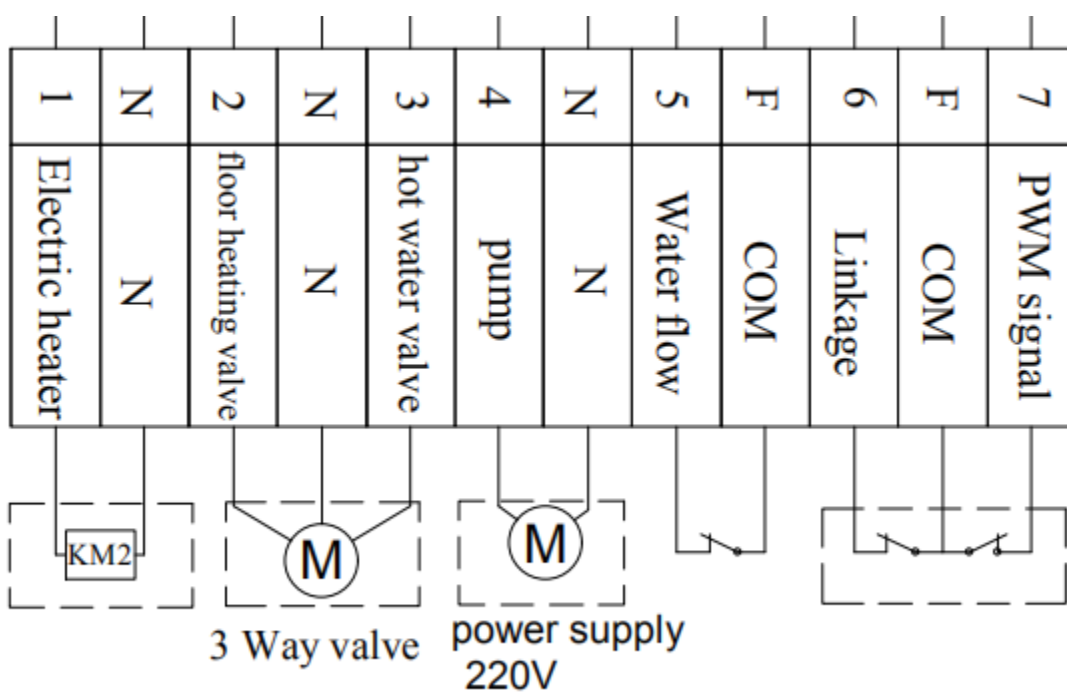 1 N 2 N 3 4 N 5 F 6 F 7
Electric heater
N
floor heating valve
N
hot water valve
pump
N
Water flow
COM
Linkage
COM
PWM signal
KM2
M
M
3 Way valve
power supply
220V